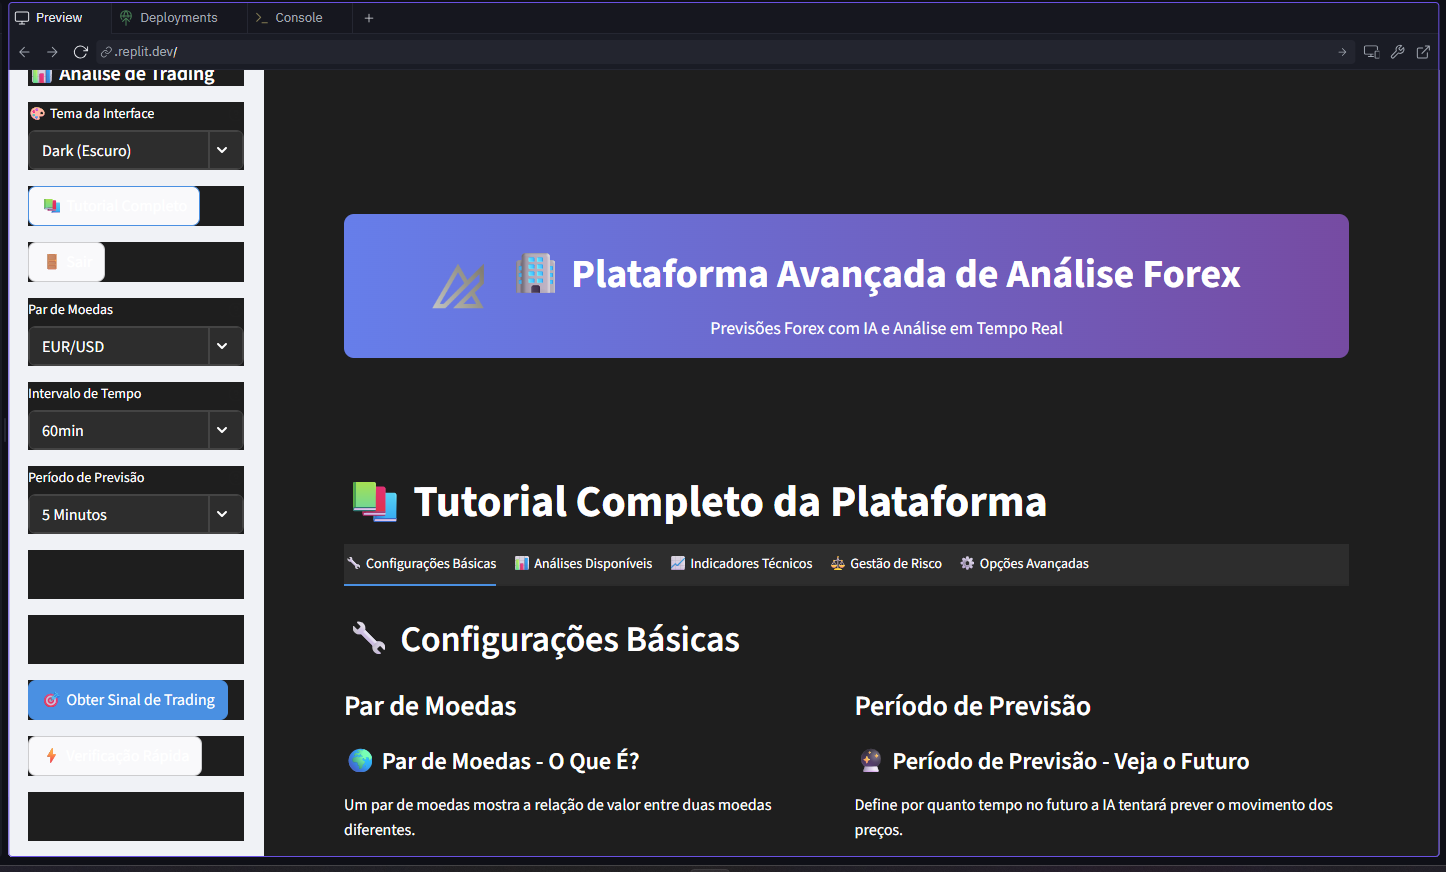 Preview
Deployments
Console
.replit.dev/
Análise de Trading
Tema da Interface
Dark (Escuro)
Tutorial Completo
Sair
Par de Moedas
EUR/USD
Intervalo de Tempo
60min
Período de Previsão
5 Minutos
Obter Sinal de Trading
Verificação Rápida
Plataforma Avançada de Análise Forex
Previsões Forex com IA e Análise em Tempo Real
Tutorial Completo da Plataforma
Configurações Básicas
Análises Disponíveis
Indicadores Técnicos
Gestão de Risco
Opções Avançadas
Configurações Básicas
Par de Moedas
Par de Moedas - O Que É?
Um par de moedas mostra a relação de valor entre duas moedas
diferentes.
Período de Previsão
Período de Previsão - Veja o Futuro
Define por quanto tempo no futuro a IA tentará prever o movimento dos
preços.